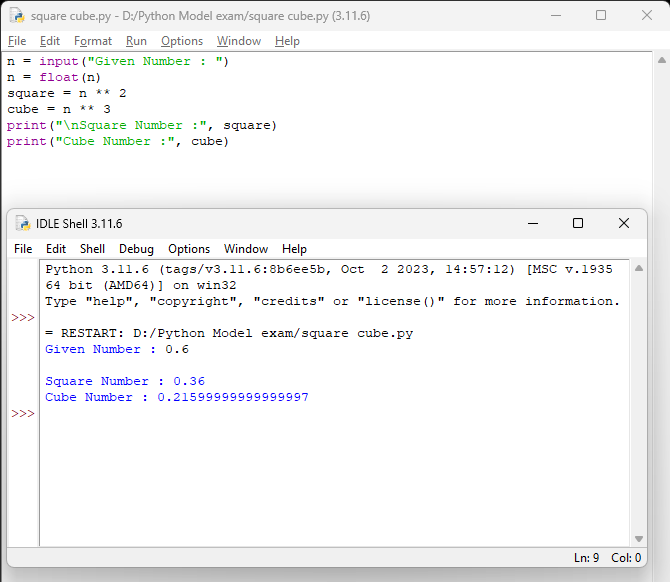 square cube.py - D:/Python Model exam/square cube.py (3.11.6)
File Edit Format Run Options Window Help
n = input("Given Number : ")
n = float(n)
square = n ** 2
cube = n ** 3
print("\nSquare Number :", square)
print("Cube Number :", cube)
IDLE Shell 3.11.6
File Edit Shell Debug Options Window Help
Python 3.11.6 (tags/v3.11.6:8b6ee5b, Oct  2 2023, 14:57:12) [MSC v.1935
64 bit (AMD64)] on win32
Type "help", "copyright", "credits" or "license()" for more information.
>>>
= RESTART: D:/Python Model exam/square cube.py
Given Number : 0.6
Square Number : 0.36
Cube Number : 0.21599999999999997
>>>
Ln: 9 Col: 0